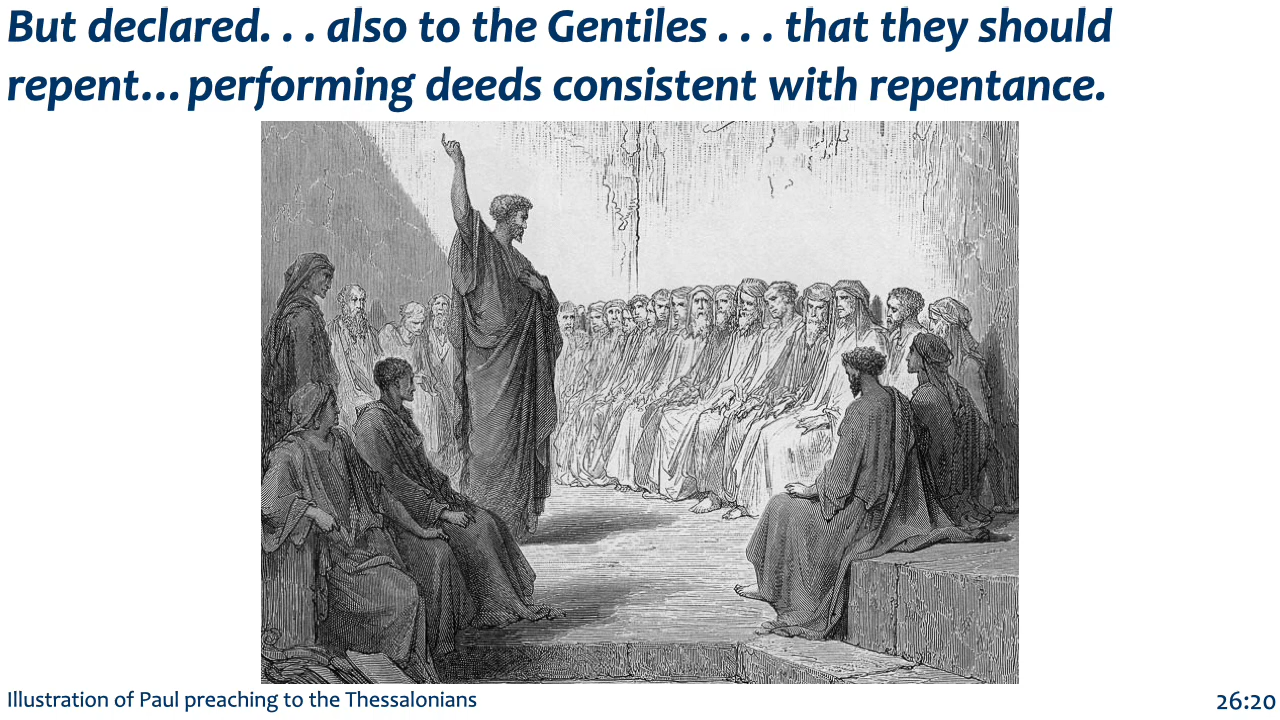 But declared. . . also to the Gentiles . . . that they should
repent... performing deeds consistent with repentance.
Illustration of Paul preaching to the Thessalonians
26:20